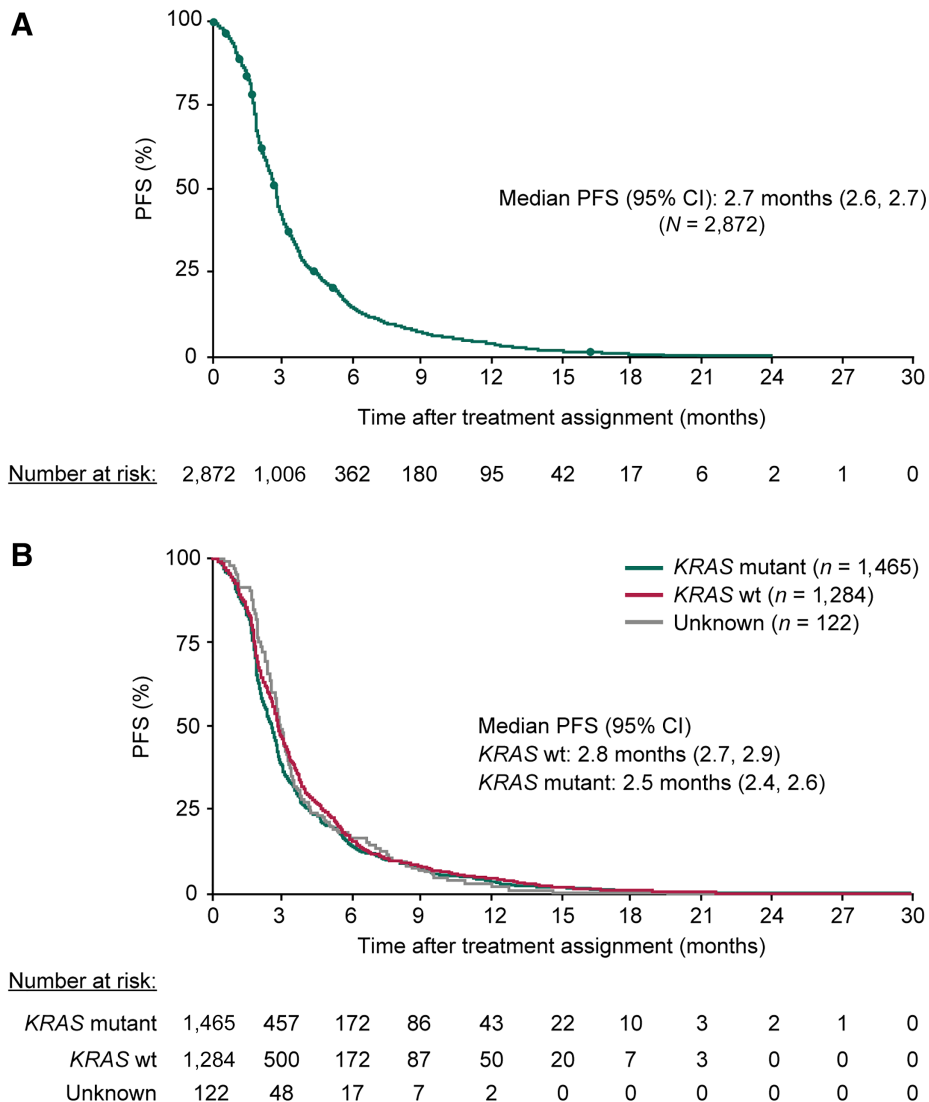 A
100
75
50
25
0
PFS (%)
Median PFS (95% CI): 2.7 months (2.6, 2.7)
(N = 2,872)
0 3 6 9 12 15 18 21 24 27 30
Time after treatment assignment (months)
Number at risk: 2,872 1,006 362 180 95 42 17 6 2 1 0
B
100
75
50
25
0
PFS (%)
KRAS mutant (n = 1,465)
KRAS wt (n = 1,284)
Unknown (n = 122)
Median PFS (95% CI)
KRAS wt: 2.8 months (2.7, 2.9)
KRAS mutant: 2.5 months (2.4, 2.6)
0 3 6 9 12 15 18 21 24 27 30
Time after treatment assignment (months)
Number at risk:
KRAS mutant 1,465 457 172 86 43 22 10 3 2 1 0
KRAS wt 1,284 500 172 87 50 20 7 3 0 0 0
Unknown 122 48 17 7 2 0 0 0 0 0 0